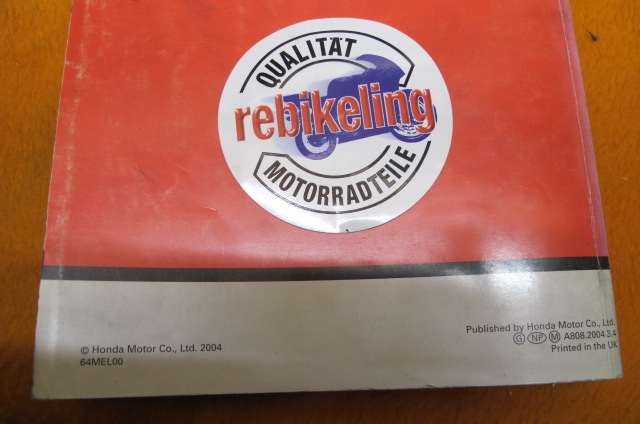 QUALITÄT
rebikeling
MOTORRADTEILE
© Honda Motor Co., Ltd. 2004
64MEL00
Published by Honda Motor Co., Ltd.
G NP M A808.2004.3.4
Printed in the UK